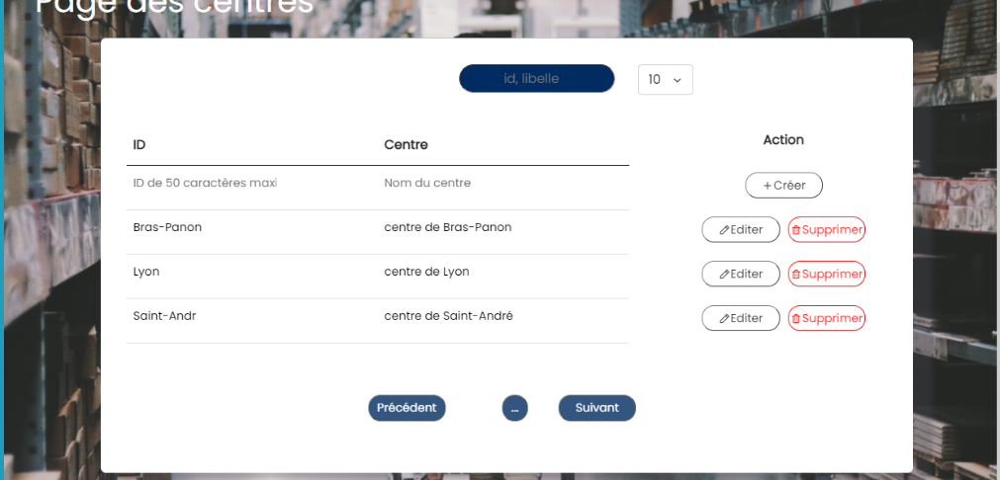 Page des centres
id, libelle
10
ID Centre Action
ID de 50 caractères maxi Nom du centre +Créer
Bras-Panon centre de Bras-Panon Editer Supprimer
Lyon centre de Lyon Editer Supprimer
Saint-Andr centre de Saint-André Editer Supprimer
Précédent ... Suivant